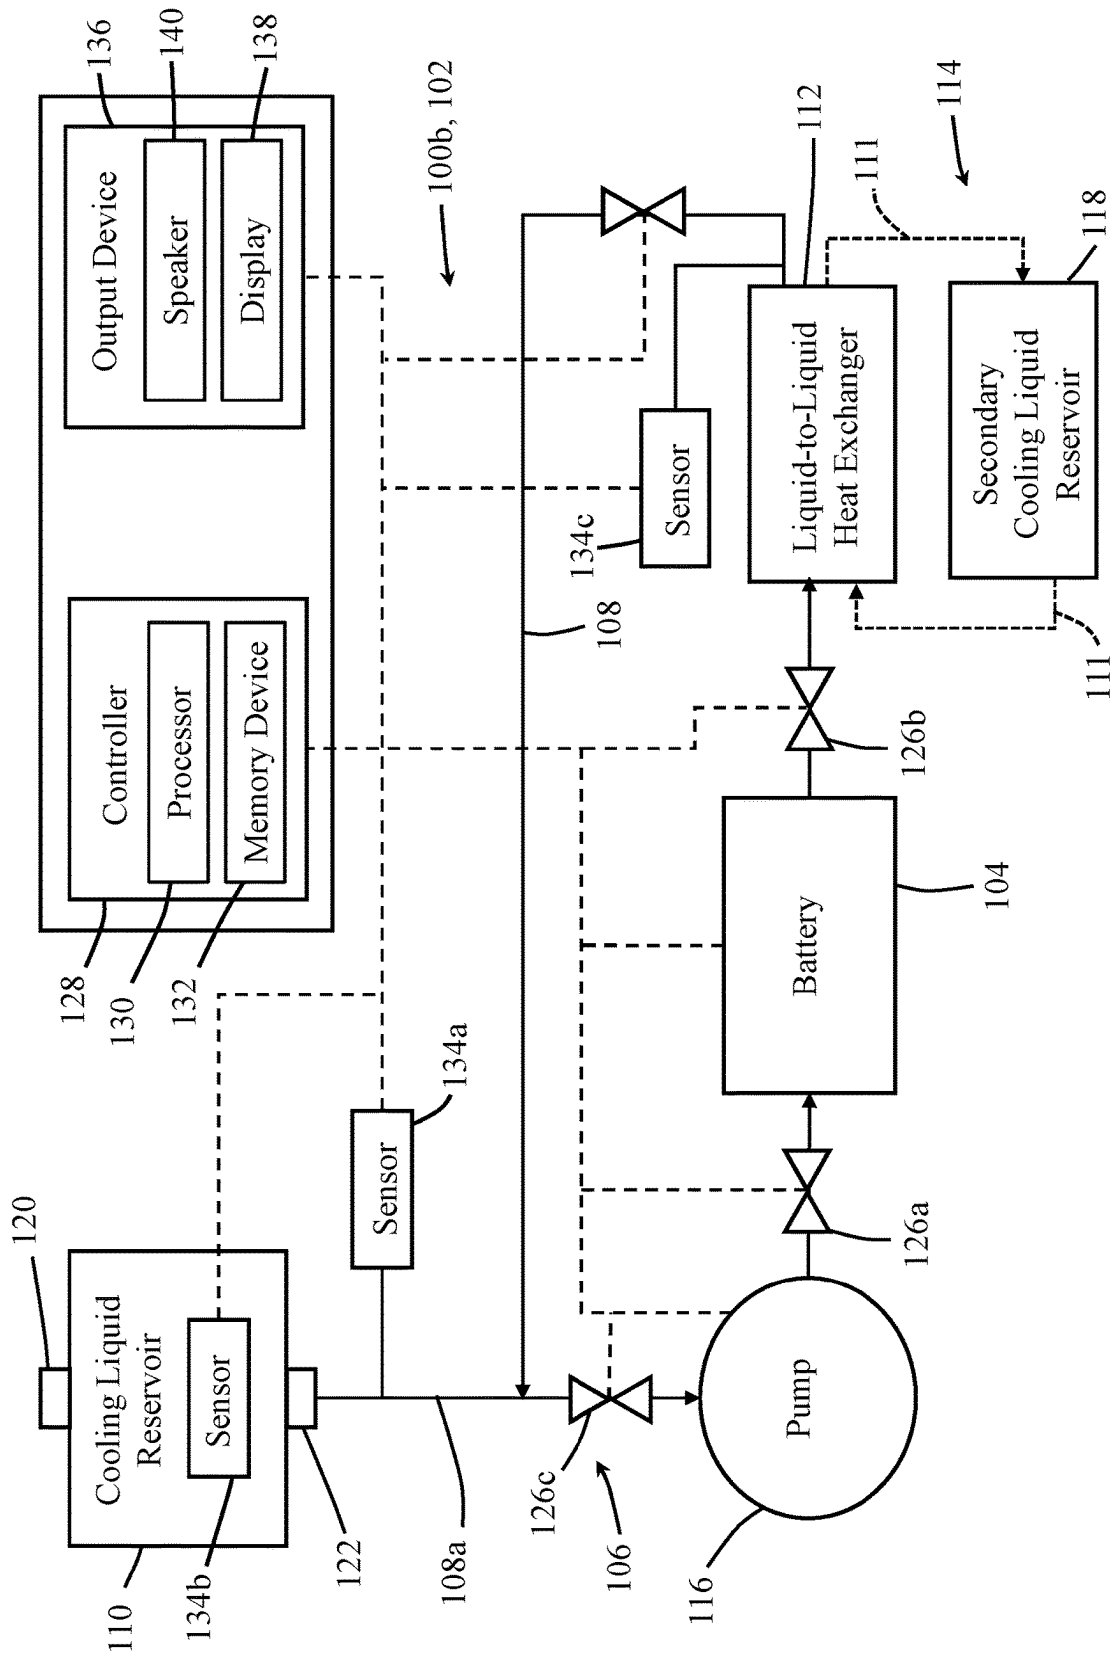 136
140
138
Output Device
Speaker
Display
100b, 102
112
111
114
118
Liquid-to-Liquid
Heat Exchanger
Secondary
Cooling Liquid
Reservoir
Sensor
134c
108
111
Controller
Processor
Memory Device
128
130
132
126b
Battery
104
134a
Sensor
120
Cooling Liquid
Reservoir
Sensor
110
134b
122
108a
126c
106
126a
Pump
116